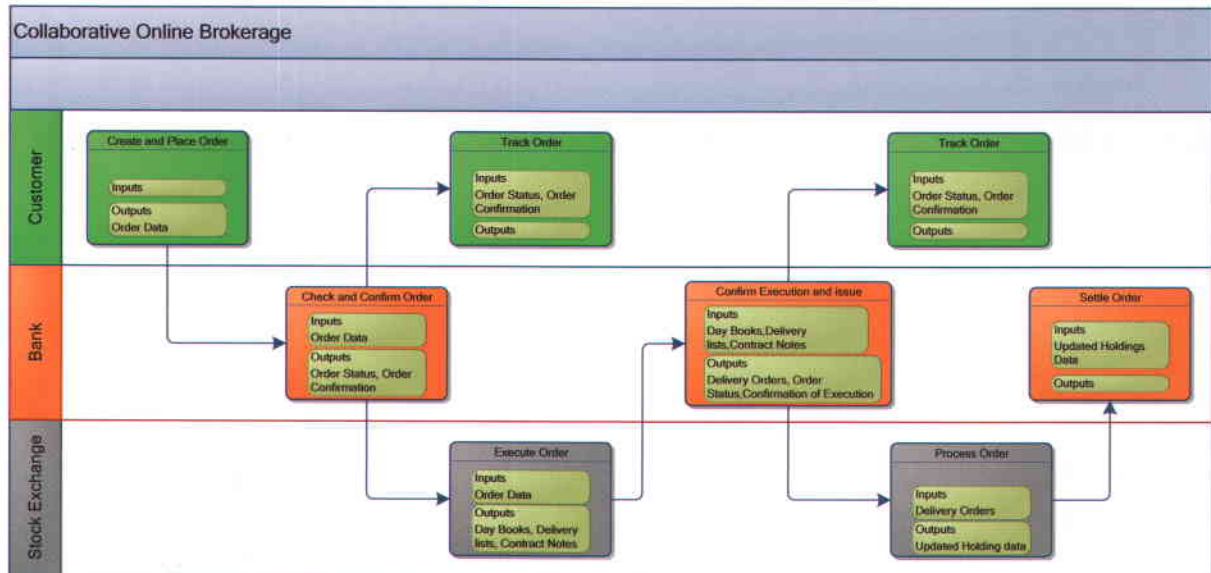 Collaborative Online Brokerage
Customer
Create and Place Order
Inputs
Outputs
Order Data
Track Order
Inputs
Order Status, Order
Confirmation
Outputs
Track Order
Inputs
Order Status, Order
Confirmation
Outputs
Bank
Check and Confirm Order
Inputs
Order Data
Outputs
Order Status, Order
Confirmation
Confirm Execution and issue
Inputs
Day Books,Delivery
lists,Contract Notes
Outputs
Delivery Orders, Order
Status,Confirmation of Execution
Settle Order
Inputs
Updated Holdings
Data
Outputs
Stock Exchange
Execute Order
Inputs
Order Data
Outputs
Day Books, Delivery
lists, Contract Notes
Process Order
Inputs
Delivery Orders
Outputs
Updated Holding data